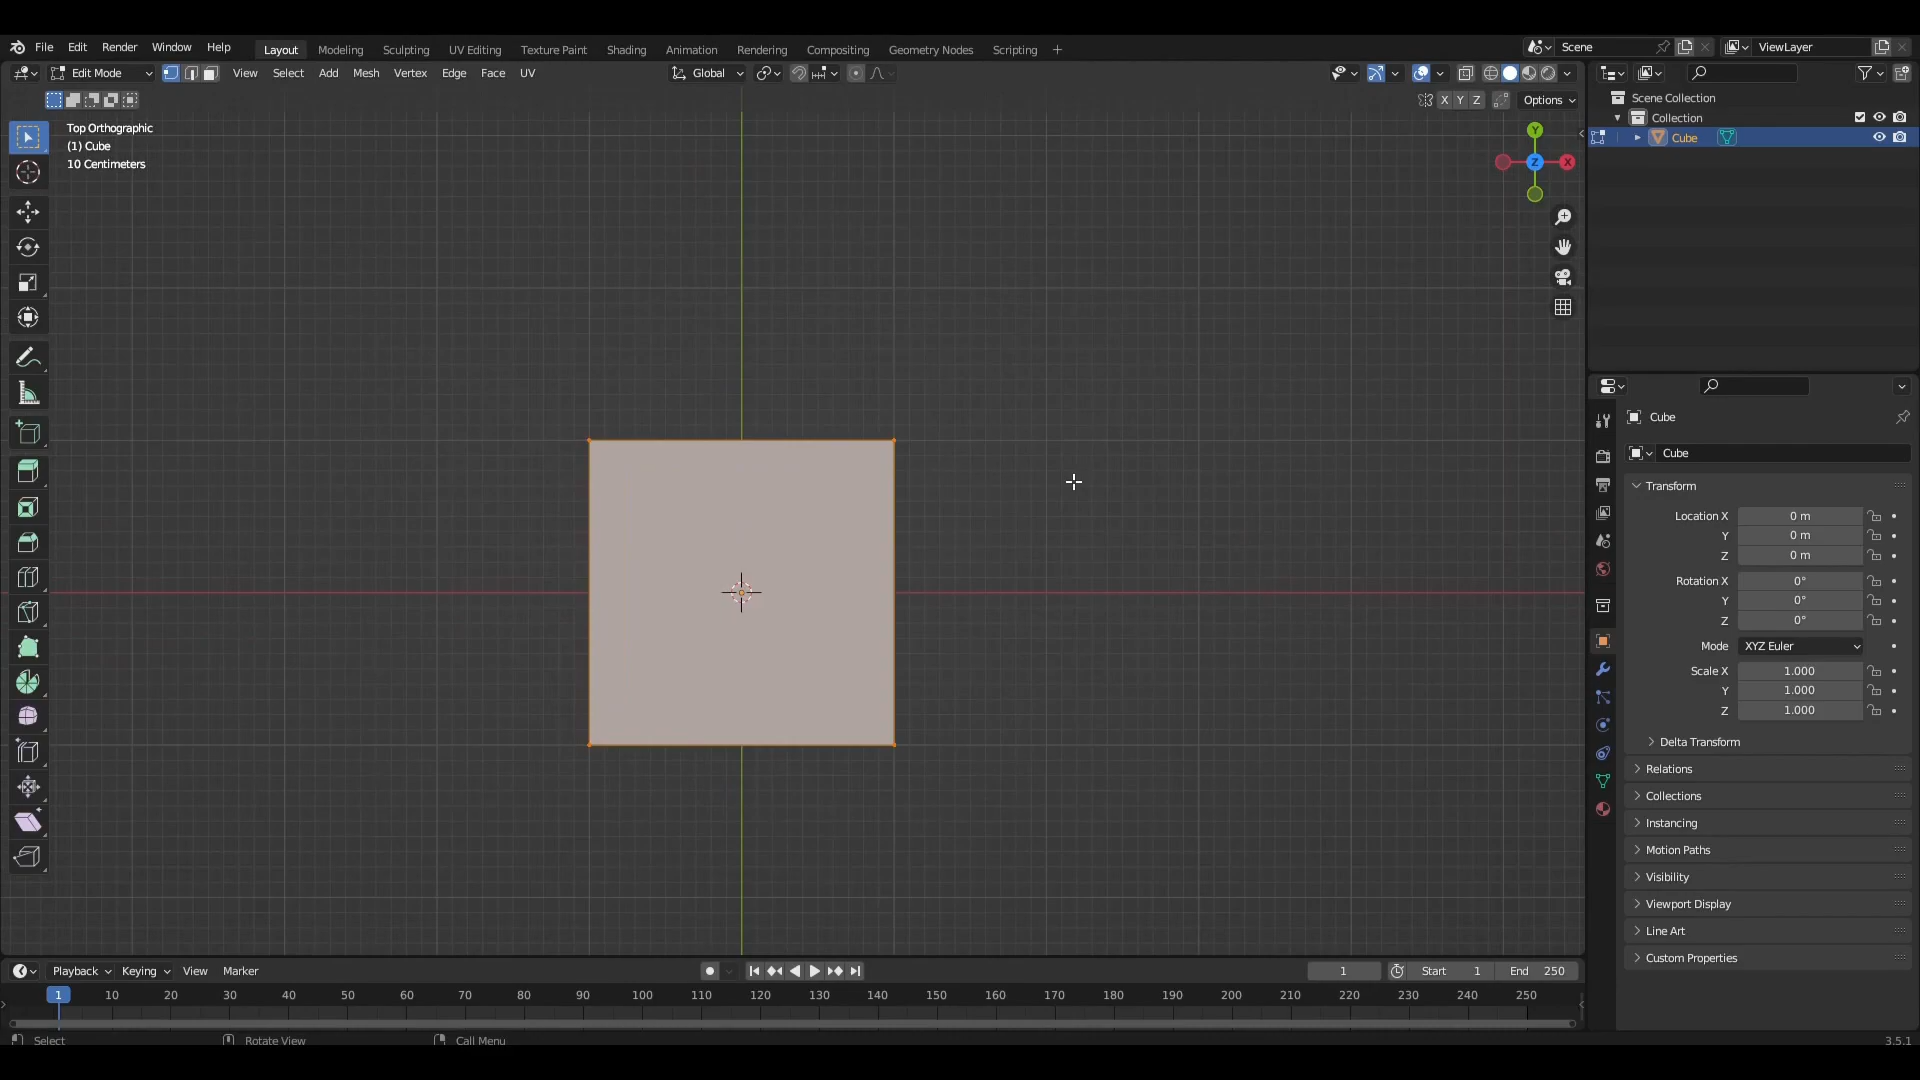 File Edit Render Window Help Layout Modeling Sculpting UV Editing Texture Paint Shading Animation Rendering Compositing Geometry Nodes Scripting + Scene ViewLayer
Edit Mode View Select Add Mesh Vertex Edge Face UV Global
X Y Z Options
Top Orthographic
(1) Cube
10 Centimeters
Y
Z
X
Scene Collection
Collection
Cube
Cube
Cube
Transform
Location X 0 m
Y 0 m
Z 0 m
Rotation X 0°
Y 0°
Z 0°
Mode XYZ Euler
Scale X 1.000
Y 1.000
Z 1.000
Delta Transform
Relations
Collections
Instancing
Motion Paths
Visibility
Viewport Display
Line Art
Custom Properties
Playback Keying View Marker 1 Start 1 End 250
1 10 20 30 40 50 60 70 80 90 100 110 120 130 140 150 160 170 180 190 200 210 220 230 240 250
Select Rotate View Call Menu 3.5.1